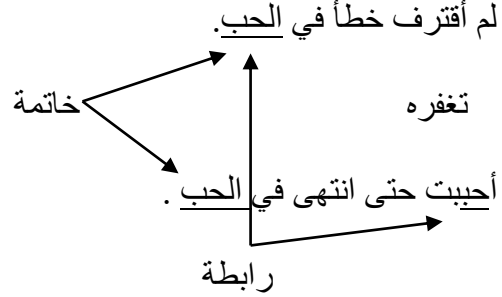 لم أقترف خطأ في الحب.
تغفره خاتمة
أحببت حتى انتهى في الحب .
رابطة